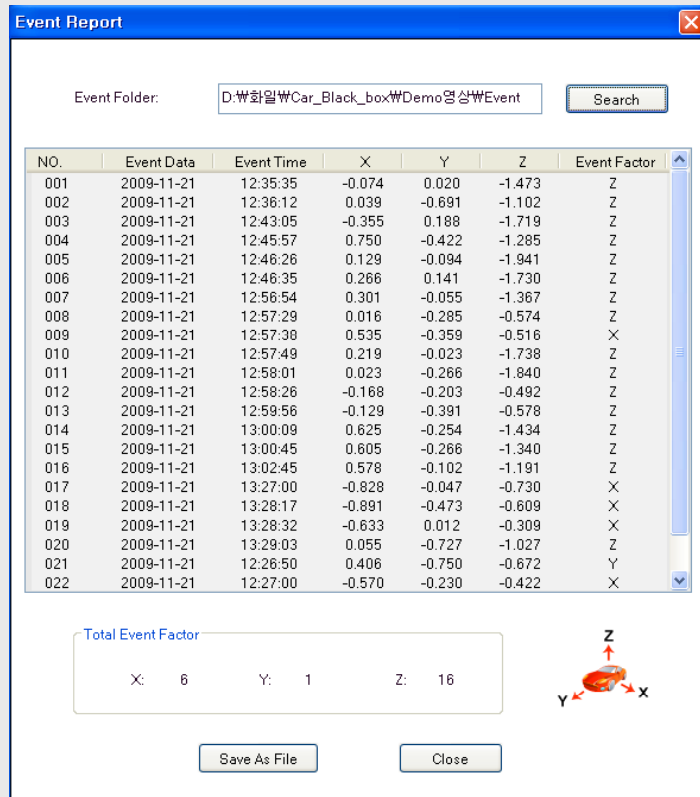 Event Report
Event Folder: D:₩화일₩Car_Black_box₩Demo영상₩Event Search
NO. Event Data Event Time X Y Z Event Factor
001 2009-11-21 12:35:35 -0.074 0.020 -1.473 Z
002 2009-11-21 12:36:12 0.039 -0.691 -1.102 Z
003 2009-11-21 12:43:05 -0.355 0.188 -1.719 Z
004 2009-11-21 12:45:57 0.750 -0.422 -1.285 Z
005 2009-11-21 12:46:26 0.129 -0.094 -1.941 Z
006 2009-11-21 12:46:35 0.266 0.141 -1.730 Z
007 2009-11-21 12:56:54 0.301 -0.055 -1.367 Z
008 2009-11-21 12:57:29 0.016 -0.285 -0.574 Z
009 2009-11-21 12:57:38 0.535 -0.359 -0.516 X
010 2009-11-21 12:57:49 0.219 -0.023 -1.738 Z
011 2009-11-21 12:58:01 0.023 -0.266 -1.840 Z
012 2009-11-21 12:58:26 -0.168 -0.203 -0.492 Z
013 2009-11-21 12:59:56 -0.129 -0.391 -0.578 Z
014 2009-11-21 13:00:09 0.625 -0.254 -1.434 Z
015 2009-11-21 13:00:45 0.605 -0.266 -1.340 Z
016 2009-11-21 13:02:45 0.578 -0.102 -1.191 Z
017 2009-11-21 13:27:00 -0.828 -0.047 -0.730 X
018 2009-11-21 13:28:17 -0.891 -0.473 -0.609 X
019 2009-11-21 13:28:32 -0.633 0.012 -0.309 X
020 2009-11-21 13:29:03 0.055 -0.727 -1.027 Z
021 2009-11-21 12:26:50 0.406 -0.750 -0.672 Y
022 2009-11-21 12:27:00 -0.570 -0.230 -0.422 X
Total Event Factor
X: 6 Y: 1 Z: 16
Z
Y X
Save As File Close